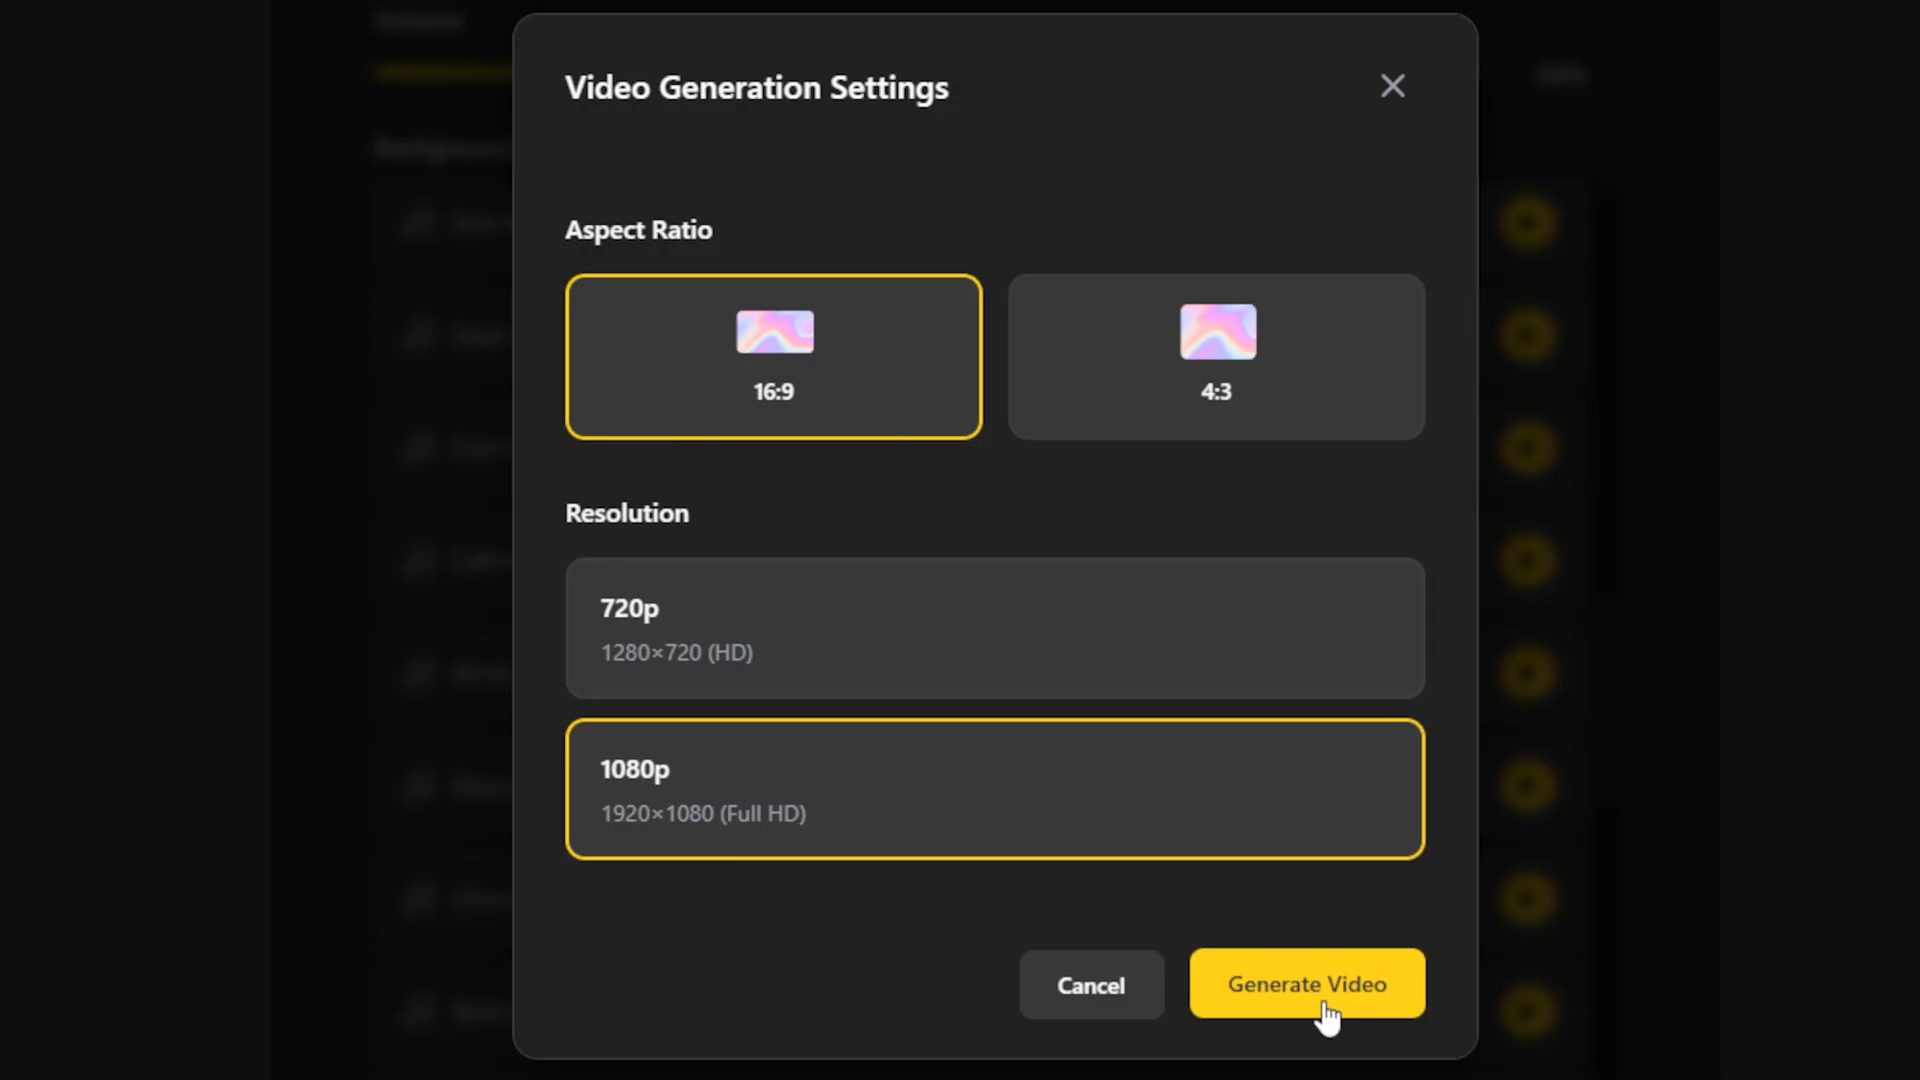 Video Generation Settings
Aspect Ratio
16:9
4:3
Resolution
720p
1280×720 (HD)
1080p
1920×1080 (Full HD)
Cancel
Generate Video